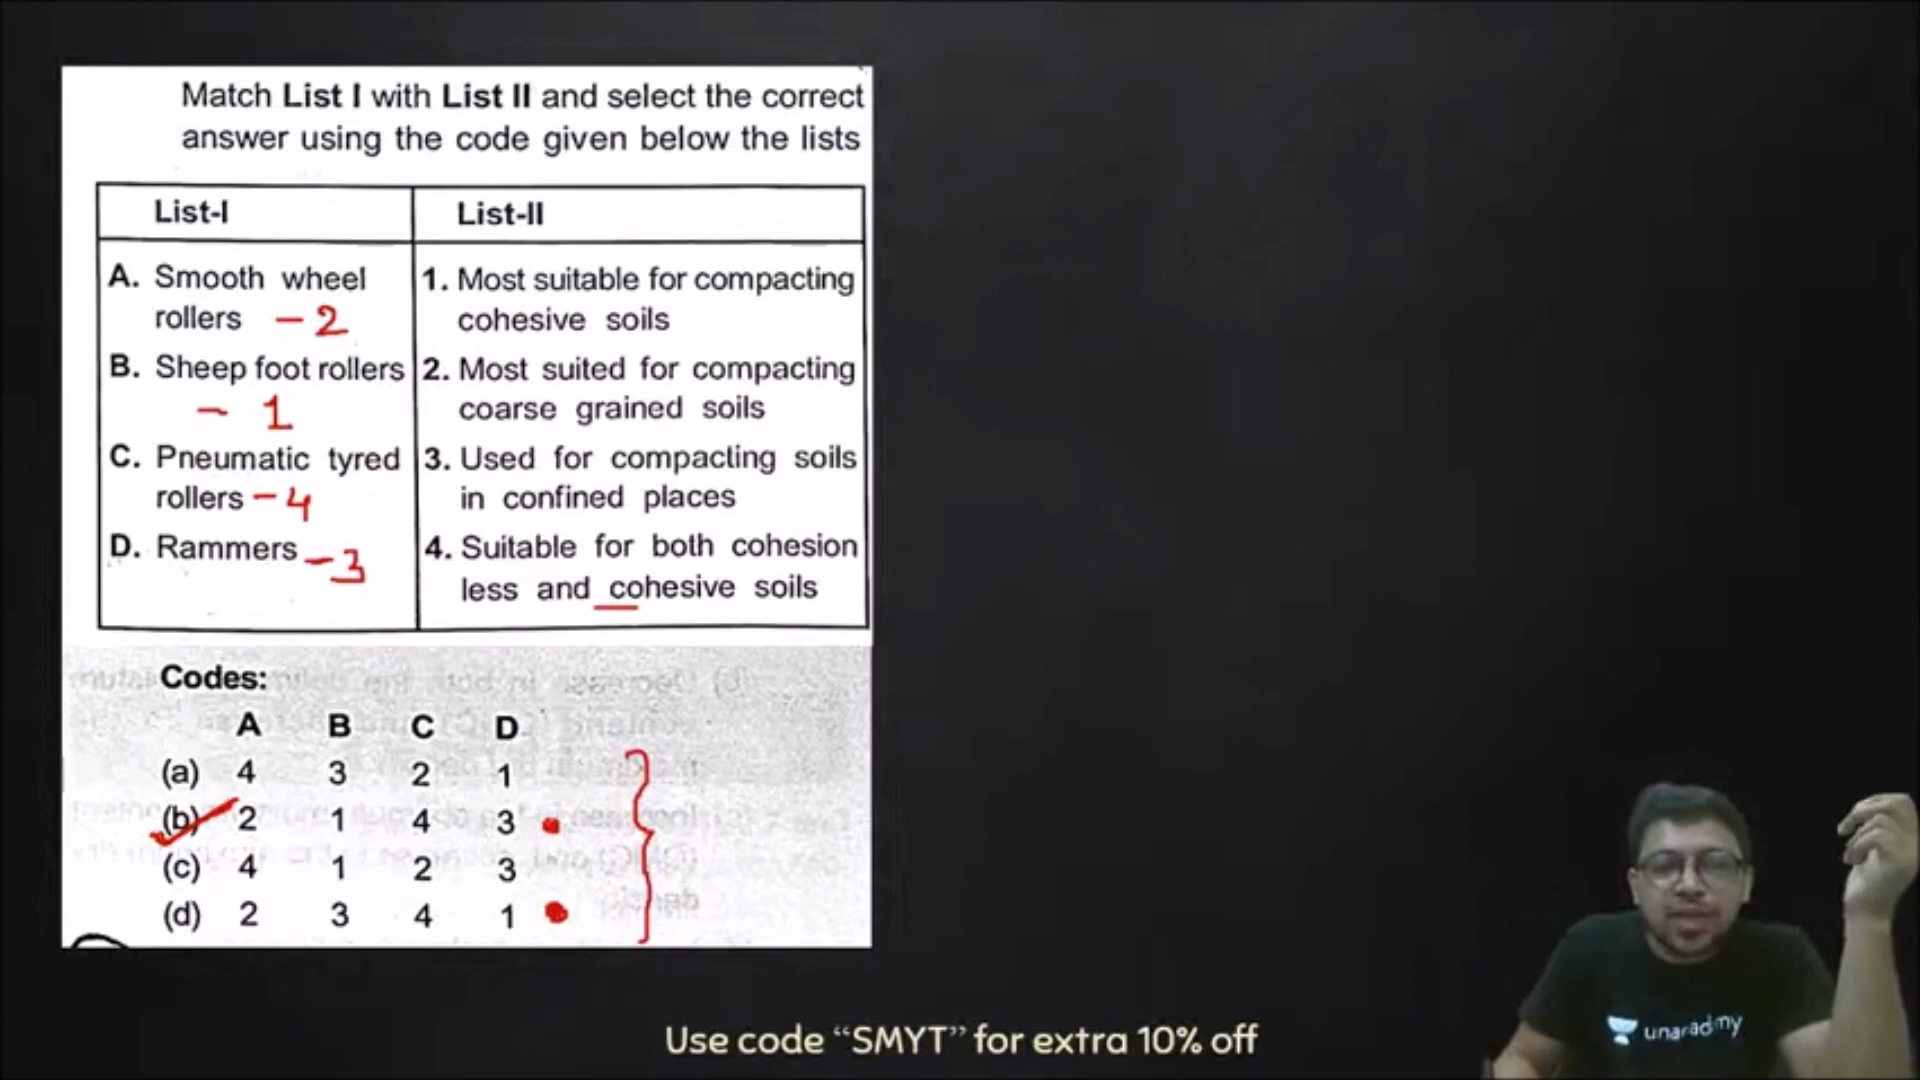 Match List I with List II and select the correct
answer using the code given below the lists
List-I
List-II
A. Smooth wheel
rollers - 2
B. Sheep foot rollers
- 1
C. Pneumatic tyred
rollers - 4
D. Rammers - 3
1. Most suitable for compacting
cohesive soils
2. Most suited for compacting
coarse grained soils
3. Used for compacting soils
in confined places
4. Suitable for both cohesion
less and cohesive soils
Codes:
A B C D
(a) 4 3 2 1
(b) 2 1 4 3
(c) 4 1 2 3
(d) 2 3 4 1
unacademy
Use code “SMYT” for extra 10% off